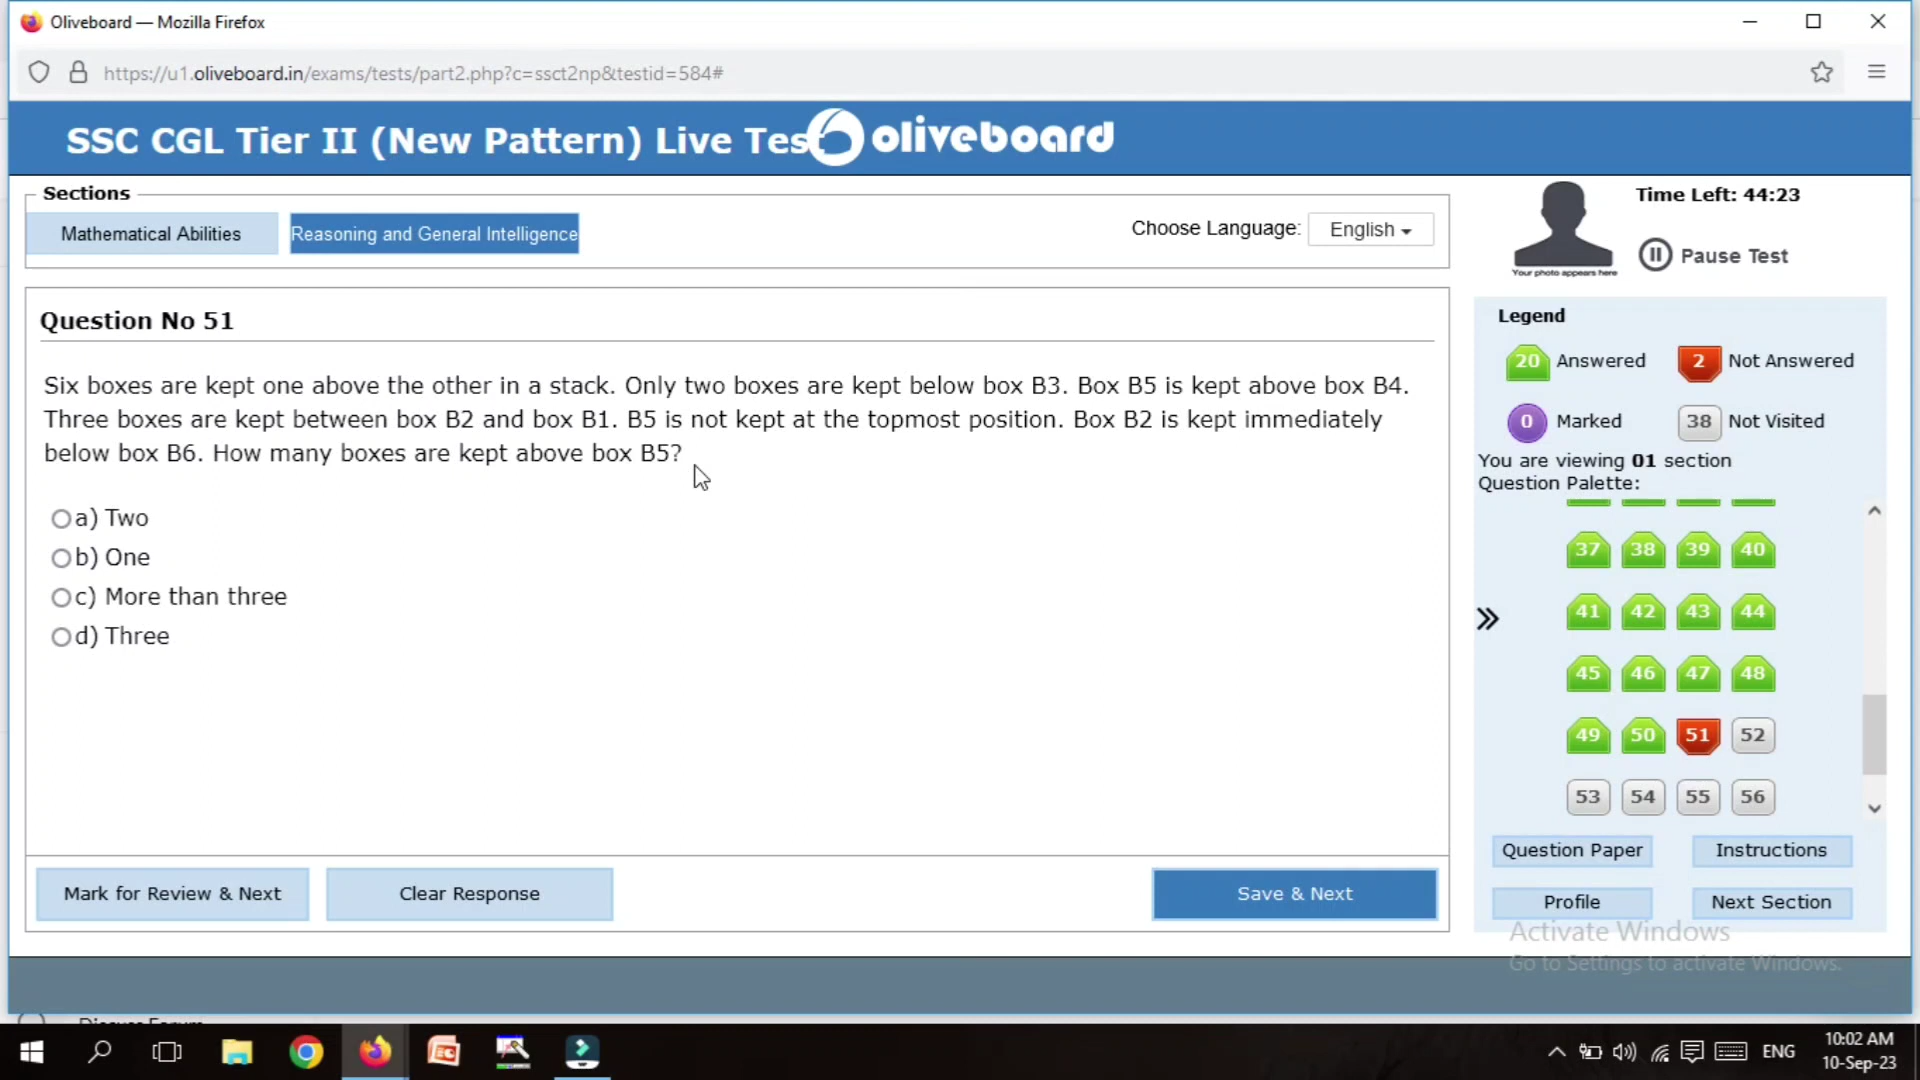 Oliveboard — Mozilla Firefox
https://u1.oliveboard.in/exams/tests/part2.php?c=ssct2np&testid=584#
SSC CGL Tier II (New Pattern) Live Tes
oliveboard
Sections
Mathematical Abilities
Reasoning and General Intelligence
Choose Language:
English
Your photo appears here
Time Left: 44:23
Pause Test
Question No 51
Six boxes are kept one above the other in a stack. Only two boxes are kept below box B3. Box B5 is kept above box B4.
Three boxes are kept between box B2 and box B1. B5 is not kept at the topmost position. Box B2 is kept immediately
below box B6. How many boxes are kept above box B5?
a) Two
b) One
c) More than three
d) Three
Mark for Review & Next
Clear Response
Save & Next
Legend
20 Answered
2 Not Answered
0 Marked
38 Not Visited
You are viewing 01 section
Question Palette:
37 38 39 40
41 42 43 44
45 46 47 48
49 50 51 52
53 54 55 56
Question Paper
Instructions
Profile
Next Section
Activate Windows
Go to Settings to activate Windows.
ENG
10:02 AM
10-Sep-23